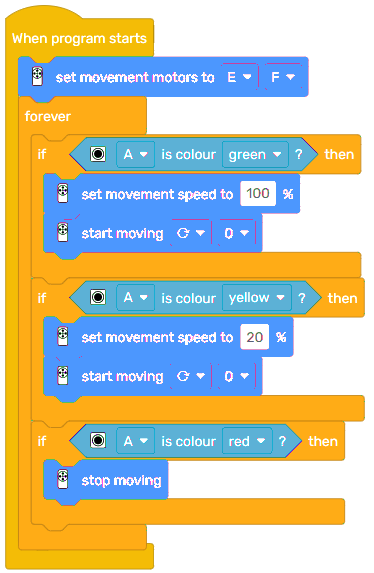 When program starts
set movement motors to E F
forever
if A is colour green ? then
set movement speed to 100 %
start moving 0
if A is colour yellow ? then
set movement speed to 20 %
start moving 0
if A is colour red ? then
stop moving